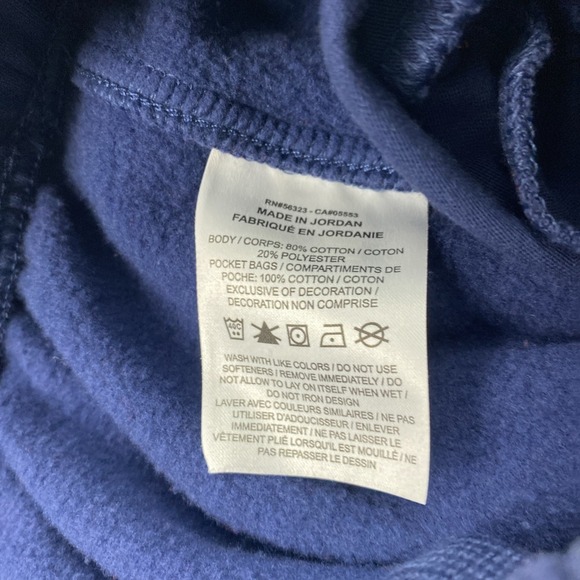 RN#56323 - CA#05553
MADE IN JORDAN
FABRIQUÉ EN JORDANIE
BODY / CORPS: 80% COTTON / COTON
20% POLYESTER
POCKET BAGS / COMPARTIMENTS DE
POCHE: 100% COTTON / COTON
EXCLUSIVE OF DECORATION /
DECORATION NON COMPRISE
40C
WASH WITH LIKE COLORS / DO NOT USE
SOFTENERS / REMOVE IMMEDIATELY / DO
NOT ALLOW TO LAY ON ITSELF WHEN WET /
DO NOT IRON DESIGN
LAVER AVEC COULEURS SIMILAIRES / NE PAS
UTILISER D'ADOUCISSEUR / ENLEVER
IMMEDIATEMENT / NE PAS LAISSER LE
VÊTEMENT PLIÉ LORSQU'IL EST MOUILLÉ / NE
PAS REPASSER LE DESSIN